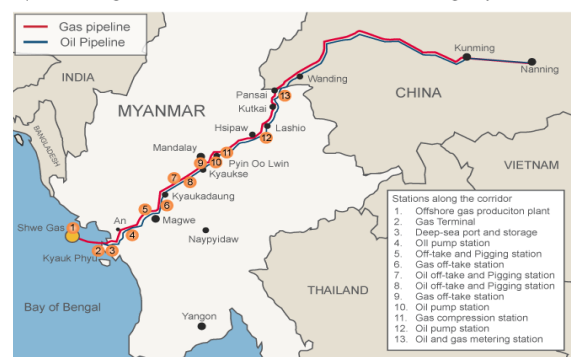 Gas pipeline
Oil Pipeline
INDIA
MYANMAR
BANGLADESH
CHINA
VIETNAM
THAILAND
Kunming
Nanning
Wanding
Pansai
13
Kutkai
Hsipaw
Lashio
12
Mandalay
11
9
10
Pyin Oo Lwin
Kyaukse
7
8
Kyaukadaung
6
5
Magwe
An
4
Shwe Gas
1
2
3
Kyauk Phyu
Naypyidaw
Bay of Bengal
Yangon
Stations along the corridor
1. Offshore gas produciton plant
2. Gas Terminal
3. Deep-sea port and storage
4. OIl pump station
5. Off-take and Pigging station
6. Gas off-take station
7. Oil off-take and Pigging station
8. Oil off-take and Pigging station
9. Gas off-take station
10. Oil pump station
11. Gas compression station
12. Oil pump station
13. Oil and gas metering station